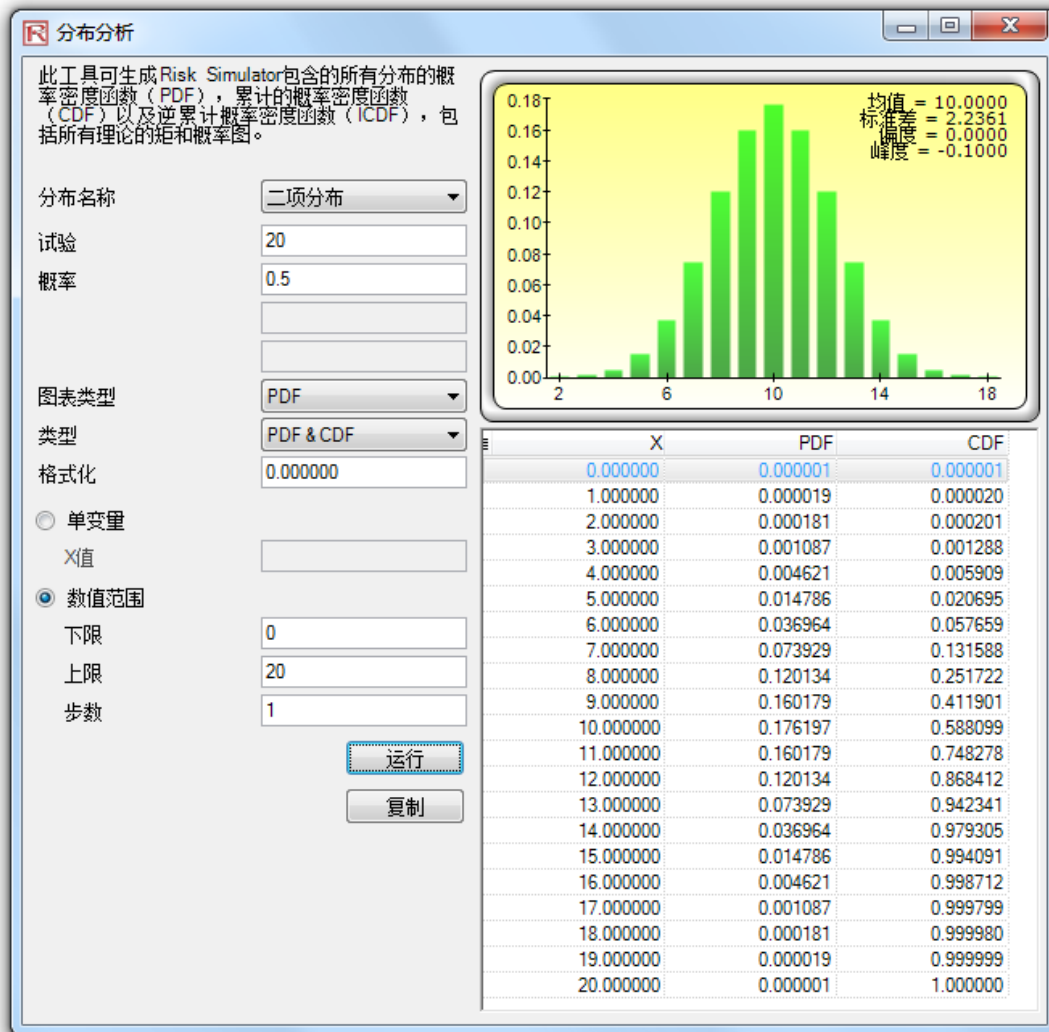 分布分析
此工具可生成Risk Simulator包含的所有分布的概
率密度函数（PDF），累计的概率密度函数
（CDF）以及逆累计概率密度函数（ICDF），包
括所有理论的矩和概率图。
分布名称 二项分布
试验 20
概率 0.5
图表类型 PDF
类型 PDF & CDF
格式化 0.000000
单变量
X值
数值范围
下限 0
上限 20
步数 1
运行
复制
均值 = 10.0000
标准差 = 2.2361
偏度 = 0.0000
峰度 = -0.1000
0.18
0.16
0.14
0.12
0.10
0.08
0.06
0.04
0.02
0.00
2 6 10 14 18
X PDF CDF
0.000000 0.000001 0.000001
1.000000 0.000019 0.000020
2.000000 0.000181 0.000201
3.000000 0.001087 0.001288
4.000000 0.004621 0.005909
5.000000 0.014786 0.020695
6.000000 0.036964 0.057659
7.000000 0.073929 0.131588
8.000000 0.120134 0.251722
9.000000 0.160179 0.411901
10.000000 0.176197 0.588099
11.000000 0.160179 0.748278
12.000000 0.120134 0.868412
13.000000 0.073929 0.942341
14.000000 0.036964 0.979305
15.000000 0.014786 0.994091
16.000000 0.004621 0.998712
17.000000 0.001087 0.999799
18.000000 0.000181 0.999980
19.000000 0.000019 0.999999
20.000000 0.000001 1.000000